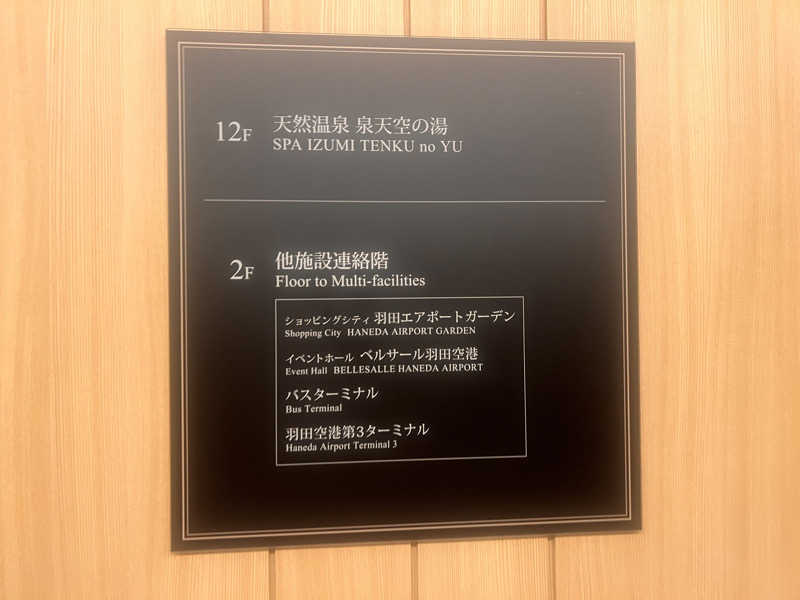 12F 天然温泉 泉天空の湯
SPA IZUMI TENKU no YU
2F 他施設連絡階
Floor to Multi-facilities
ショッピングシティ 羽田エアポートガーデン
Shopping City HANEDA AIRPORT GARDEN
イベントホール ベルサール羽田空港
Event Hall BELLESALLE HANEDA AIRPORT
バスターミナル
Bus Terminal
羽田空港第3ターミナル
Haneda Airport Terminal 3